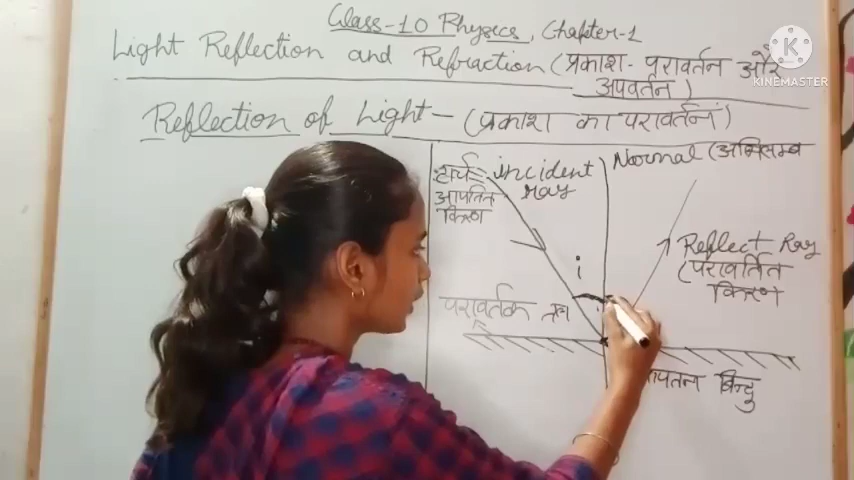 Class-10 Physics, Chapter-1
Light Reflection and Refraction (प्रकाश- परावर्तन और
अपवर्तन)
KINEMASTER
Reflection of Light- (प्रकाश का परावर्तन)
incident
ray
Normal (अभिलम्ब
टार्च
आपतित
किरण
i
Reflect Ray
(परावर्तित
किरण
परावर्तक तल
बिन्दु